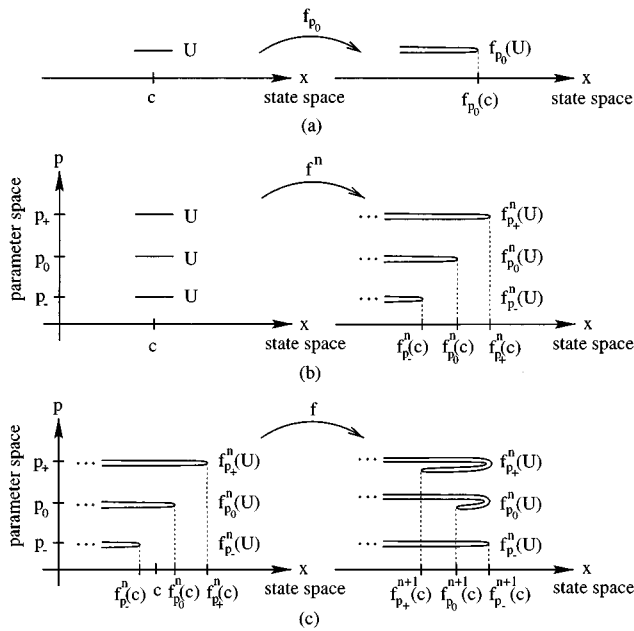 f_{p_0}
U
f_{p_0}(U)
x
x
c
state space
f_{p_0}(c)
state space
(a)
p
f^n
parameter space
p_+
U
...
f^n_{p_+}(U)
p_0
U
...
f^n_{p_0}(U)
p_-
U
...
f^n_{p_-}(U)
x
x
c
state space
f^n_{p_-}(c)
f^n_{p_0}(c)
f^n_{p_+}(c)
state space
(b)
p
f
parameter space
p_+
...
f^n_{p_+}(U)
...
f^n_{p_+}(U)
p_0
...
f^n_{p_0}(U)
...
f^n_{p_0}(U)
p_-
...
f^n_{p_-}(U)
...
f^n_{p_-}(U)
x
x
f^n_{p_-}(c)
c
f^n_{p_0}(c)
f^n_{p_+}(c)
state space
f^{n+1}_{p_+}(c)
f^{n+1}_{p_0}(c)
f^{n+1}_{p_-}(c)
state space
(c)